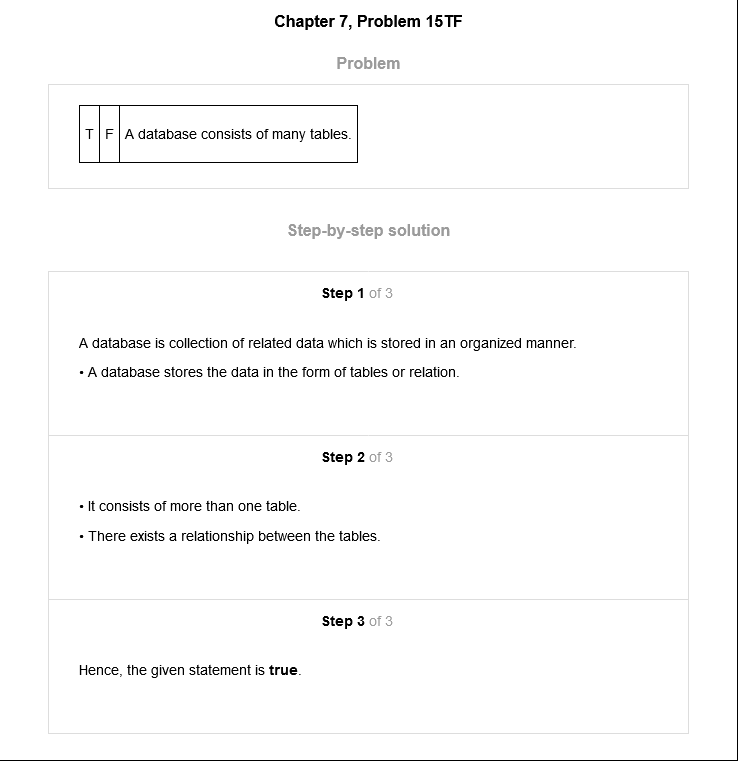 Chapter 7, Problem 15TF
Problem
T F A database consists of many tables.
Step-by-step solution
Step 1 of 3
A database is collection of related data which is stored in an organized manner.
• A database stores the data in the form of tables or relation.
Step 2 of 3
• It consists of more than one table.
• There exists a relationship between the tables.
Step 3 of 3
Hence, the given statement is true.